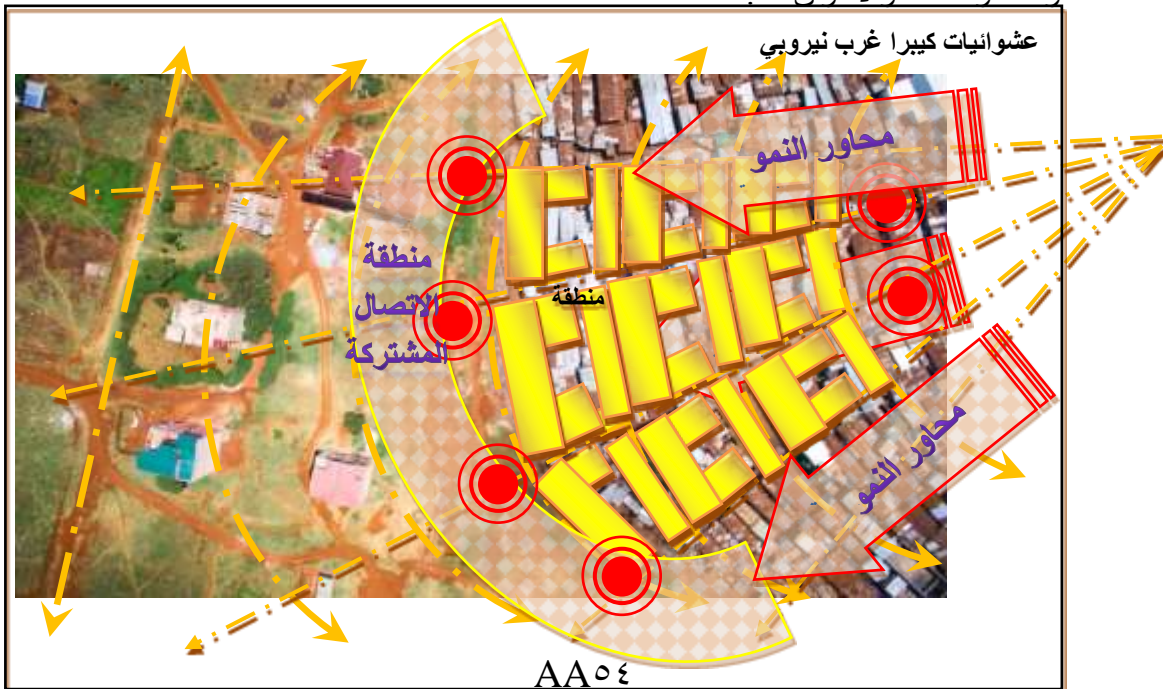 عشوائيات كيبرا غرب نيروبي
محاور النمو
منطقة
الاتصال
المشتركة
منطقة
محاور النمو
AA٥٤